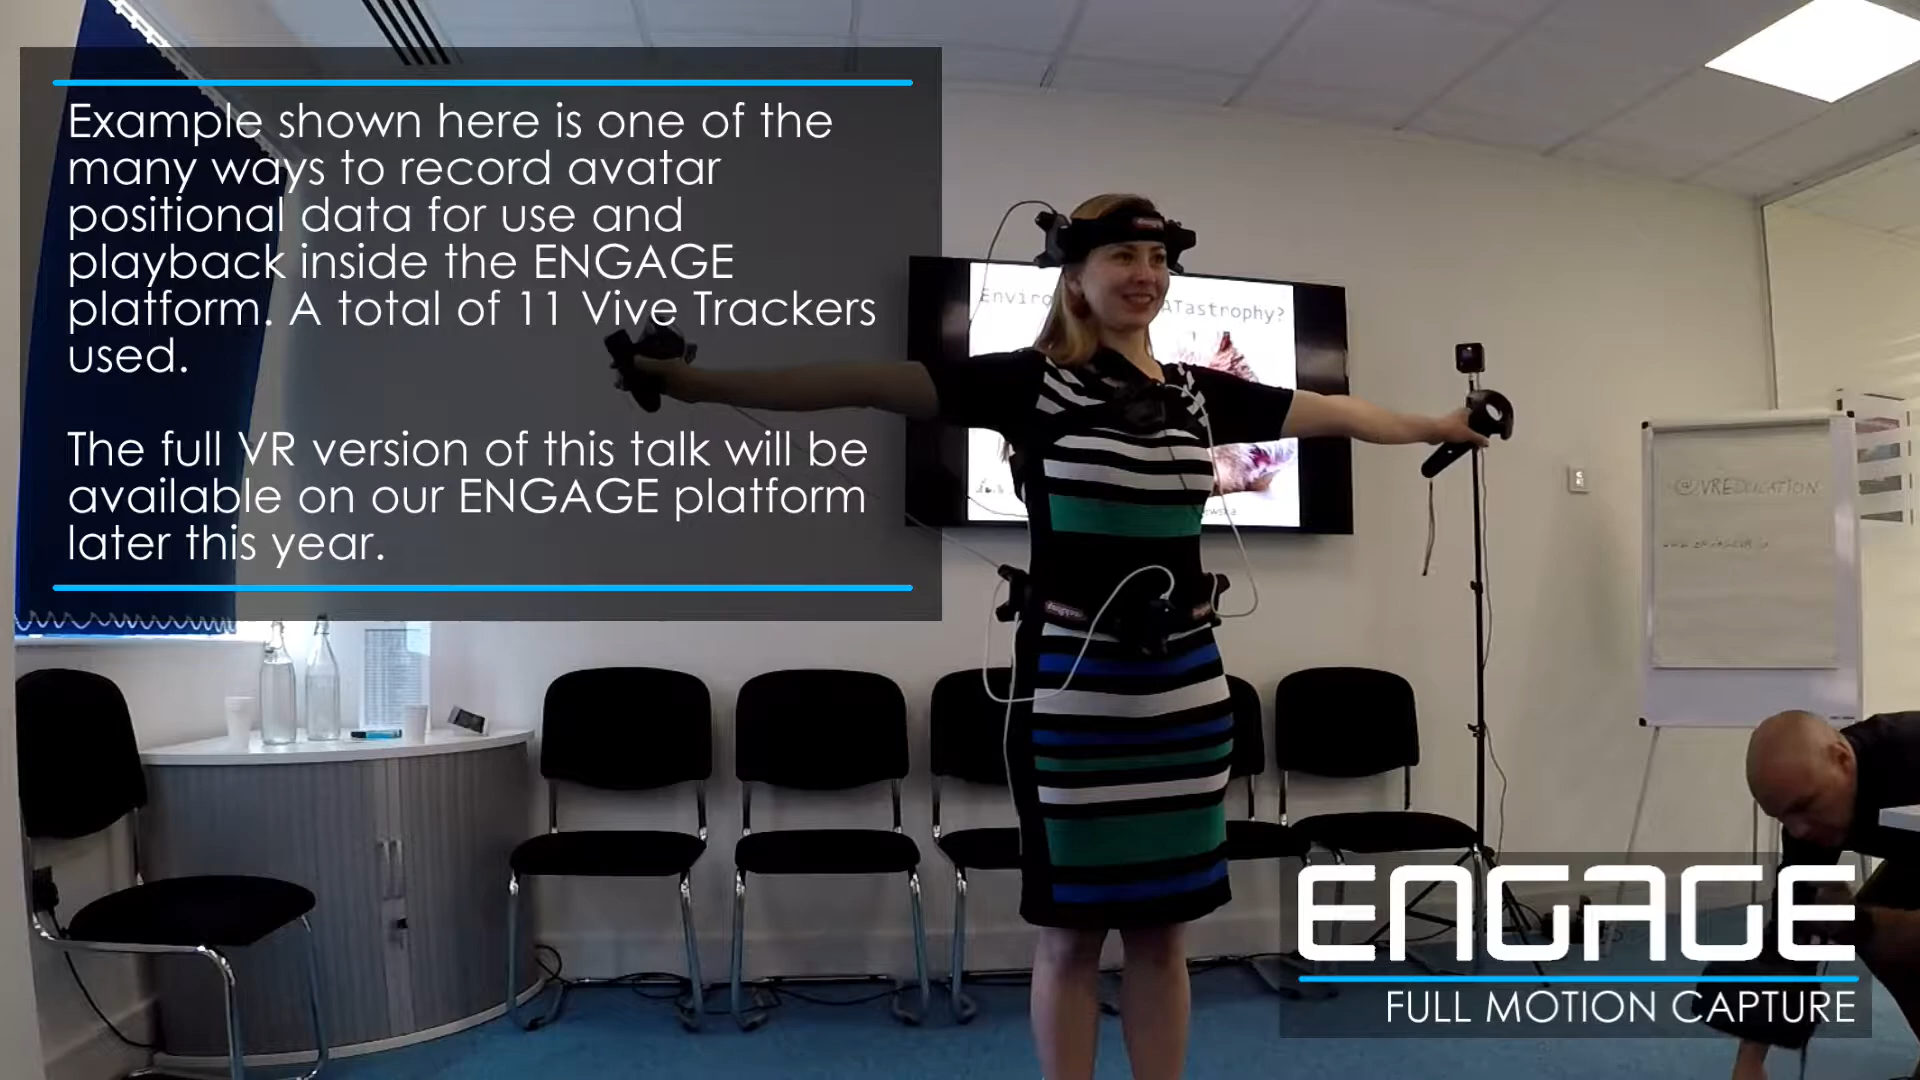 Example shown here is one of the
many ways to record avatar
positional data for use and
playback inside the ENGAGE
platform. A total of 11 Vive Trackers
used.
The full VR version of this talk will be
available on our ENGAGE platform
later this year.
Enviro ATastrophy?
@VREDUCATION
ENGAGE
FULL MOTION CAPTURE